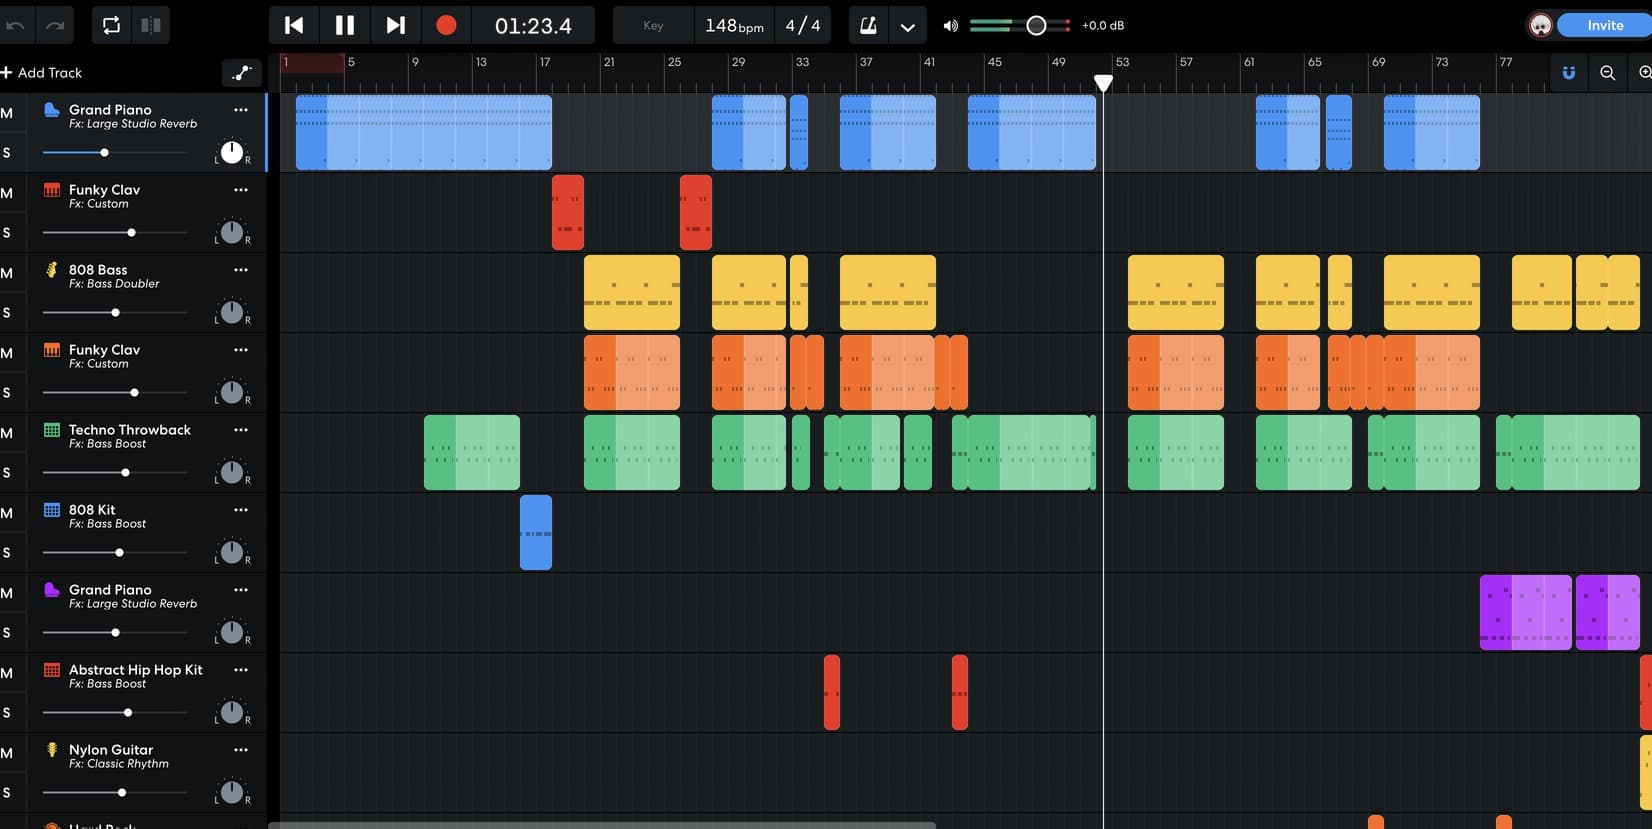 01:23.4
Key
148bpm
4/4
+0.0 dB
Invite
Add Track
1 5 9 13 17 21 25 29 33 37 41 45 49 53 57 61 65 69 73 77
M Grand Piano
Fx: Large Studio Reverb
S L R
M Funky Clav
Fx: Custom
S L R
M 808 Bass
Fx: Bass Doubler
S L R
M Funky Clav
Fx: Custom
S L R
M Techno Throwback
Fx: Bass Boost
S L R
M 808 Kit
Fx: Bass Boost
S L R
M Grand Piano
Fx: Large Studio Reverb
S L R
M Abstract Hip Hop Kit
Fx: Bass Boost
S L R
M Nylon Guitar
Fx: Classic Rhythm
S L R